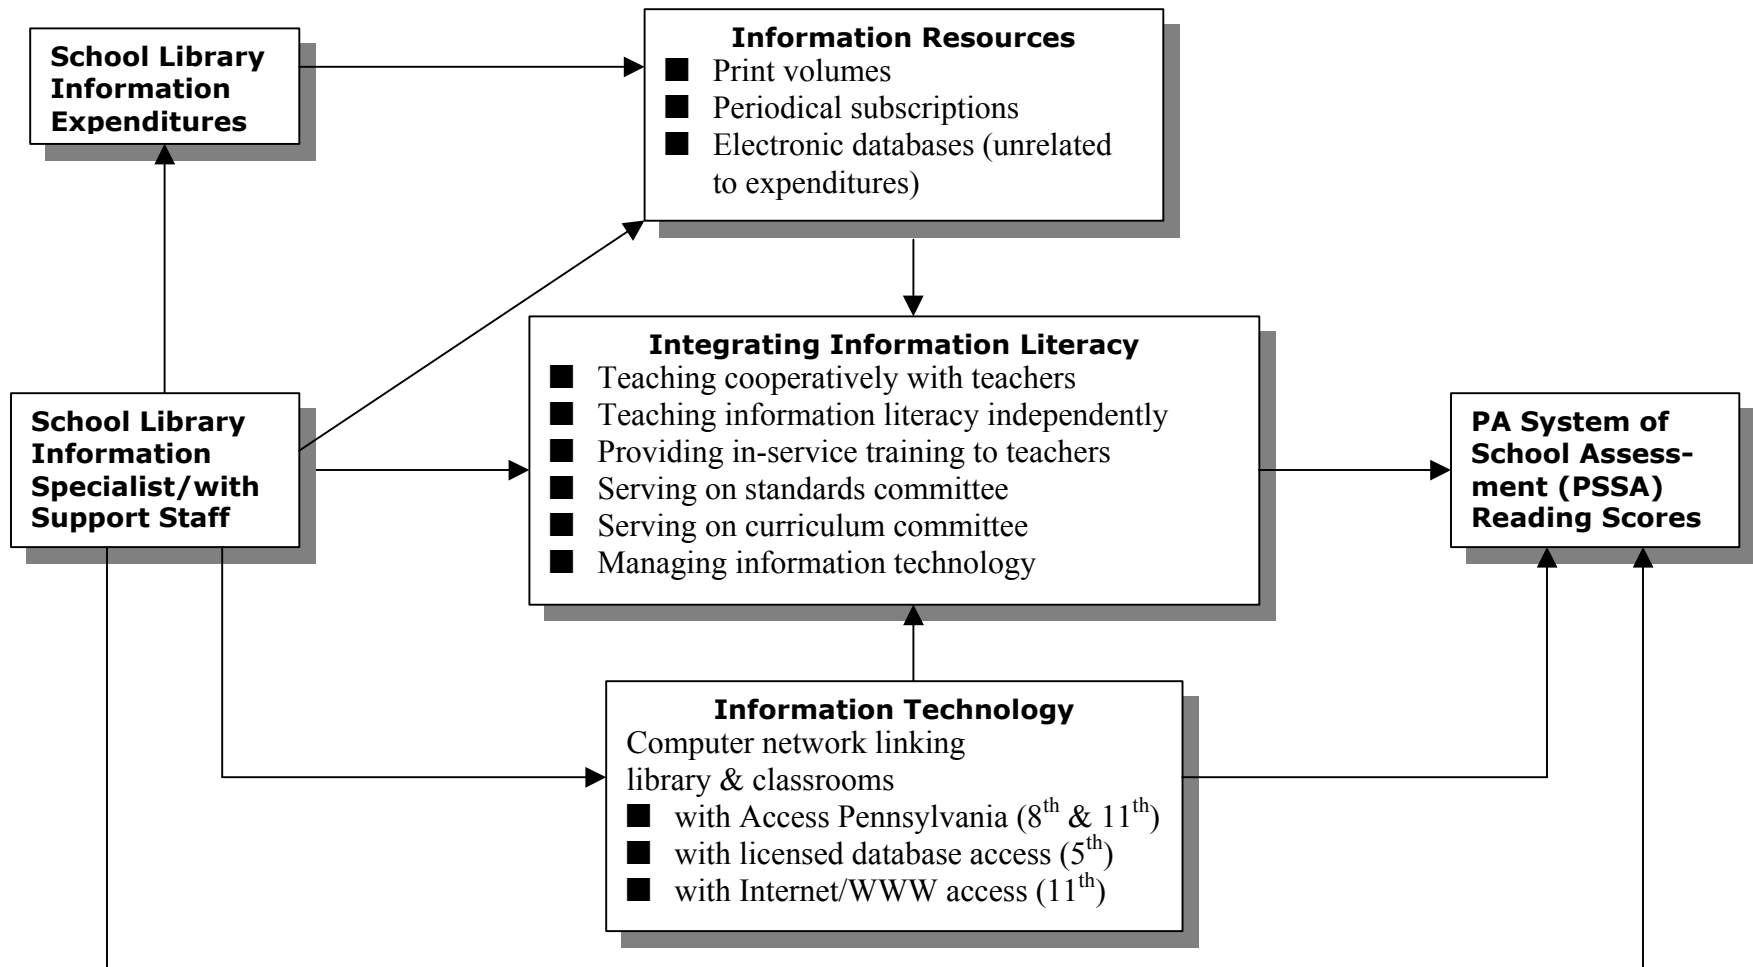 School Library
Information
Expenditures
Information Resources
■ Print volumes
■ Periodical subscriptions
■ Electronic databases (unrelated
to expenditures)
School Library
Information
Specialist/with
Support Staff
Integrating Information Literacy
■ Teaching cooperatively with teachers
■ Teaching information literacy independently
■ Providing in-service training to teachers
■ Serving on standards committee
■ Serving on curriculum committee
■ Managing information technology
PA System of
School Assess-
ment (PSSA)
Reading Scores
Information Technology
Computer network linking
library & classrooms
■ with Access Pennsylvania (8th & 11th)
■ with licensed database access (5th)
■ with Internet/WWW access (11th)